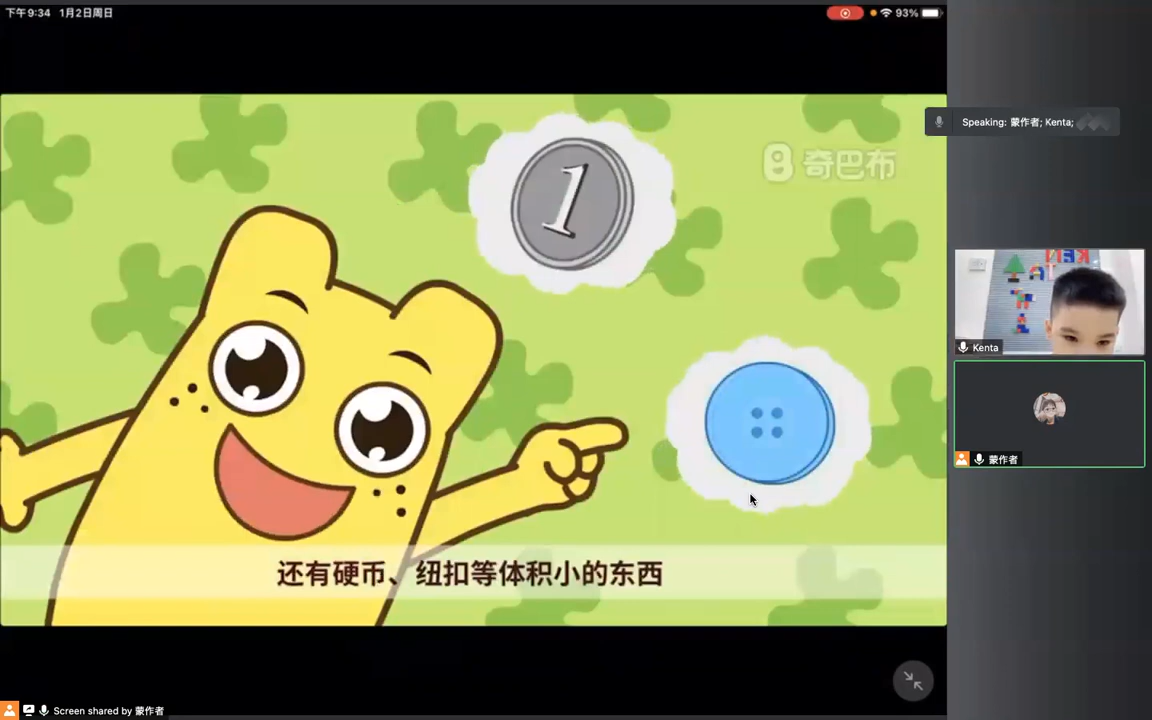 下午9:34 1月2日周日
93%
奇巴布
1
Speaking: 蒙作者; Kenta;
Kenta
蒙作者
还有硬币、纽扣等体积小的东西
Screen shared by 蒙作者